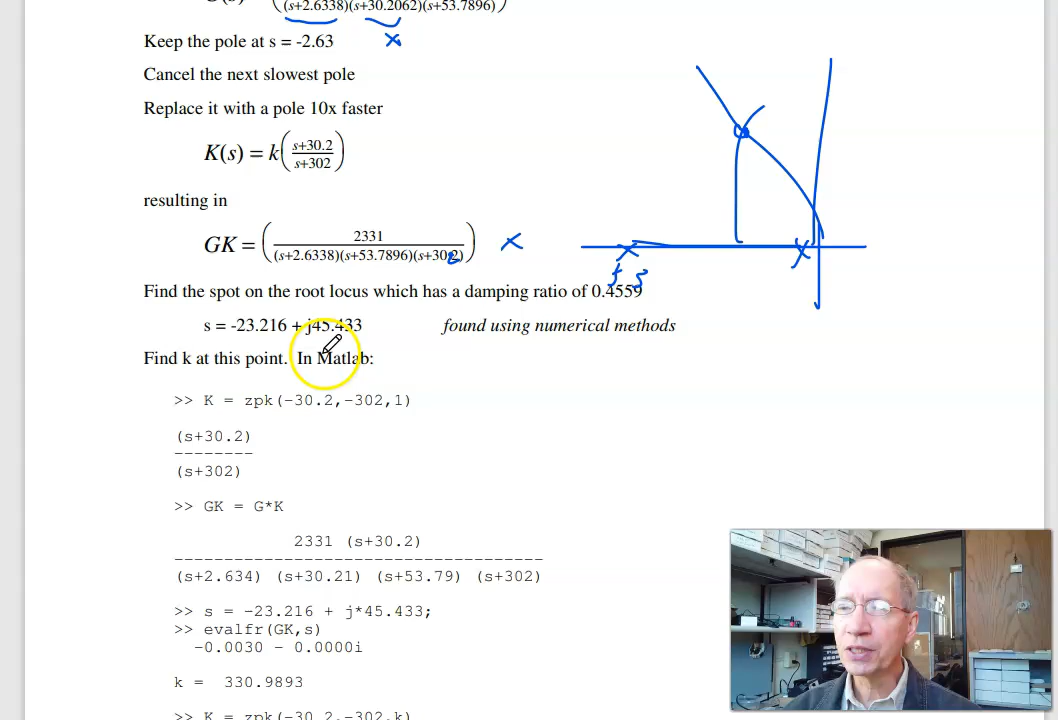 (s+2.6338)(s+30.2062)(s+53.7896)
Keep the pole at s = -2.63
x
Cancel the next slowest pole
Replace it with a pole 10x faster
K(s) = k( s+30.2 / s+302 )
resulting in
GK = ( 2331 / (s+2.6338)(s+53.7896)(s+302) ) x
Find the spot on the root locus which has a damping ratio of 0.4559
s = -23.216 + j45.433 found using numerical methods
Find k at this point. In Matlab:
>> K = zpk(-30.2,-302,1)
(s+30.2)
--------
(s+302)
>> GK = G*K
2331 (s+30.2)
-------------------------------------
(s+2.634) (s+30.21) (s+53.79) (s+302)
>> s = -23.216 + j*45.433;
>> evalfr(GK,s)
-0.0030 - 0.0000i
k = 330.9893
>> K = zpk(-30.2,-302,k)